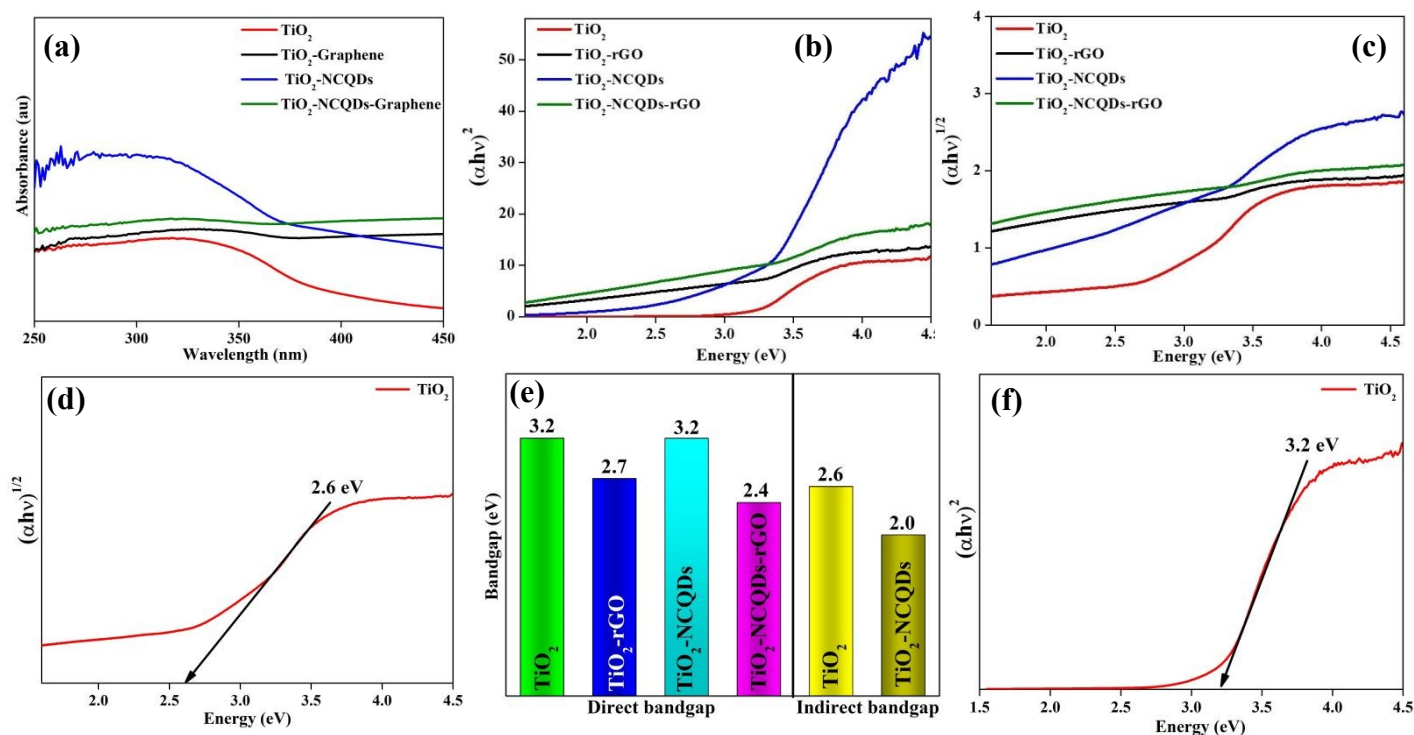 (a)
TiO₂
TiO₂-Graphene
TiO₂-NCQDs
TiO₂-NCQDs-Graphene
Absorbance (au)
250 300 350 400 450
Wavelength (nm)
(b)
TiO₂
TiO₂-rGO
TiO₂-NCQDs
TiO₂-NCQDs-rGO
(αhν)²
50
40
30
20
10
0
2.0 2.5 3.0 3.5 4.0 4.5
Energy (eV)
(c)
TiO₂
TiO₂-rGO
TiO₂-NCQDs
TiO₂-NCQDs-rGO
(αhν)^1/2
4
3
2
1
0
2.0 2.5 3.0 3.5 4.0 4.5
Energy (eV)
(d)
TiO₂
(αhν)^1/2
2.6 eV
2.0 2.5 3.0 3.5 4.0 4.5
Energy (eV)
(e)
Bandgap (eV)
3.2
2.7
3.2
2.4
2.6
2.0
TiO₂
TiO₂-rGO
TiO₂-NCQDs
TiO₂-NCQDs-rGO
TiO₂
TiO₂-NCQDs
Direct bandgap
Indirect bandgap
(f)
TiO₂
(αhν)²
3.2 eV
1.5 2.0 2.5 3.0 3.5 4.0 4.5
Energy (eV)